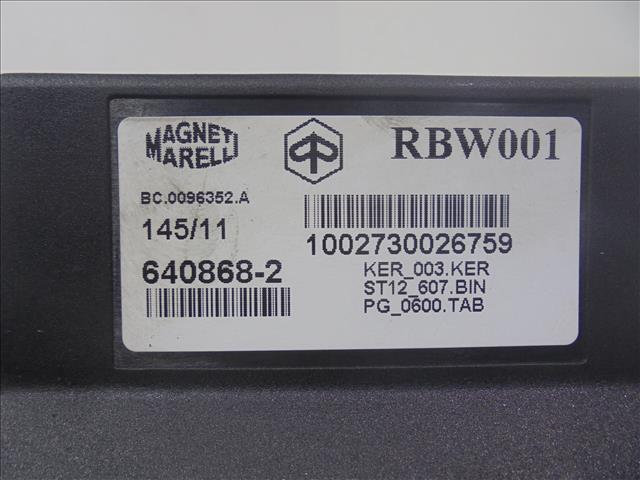 MAGNETI
MARELLI
RBW001
BC.0096352.A
145/11
1002730026759
640868-2
KER_003.KER
ST12_607.BIN
PG_0600.TAB